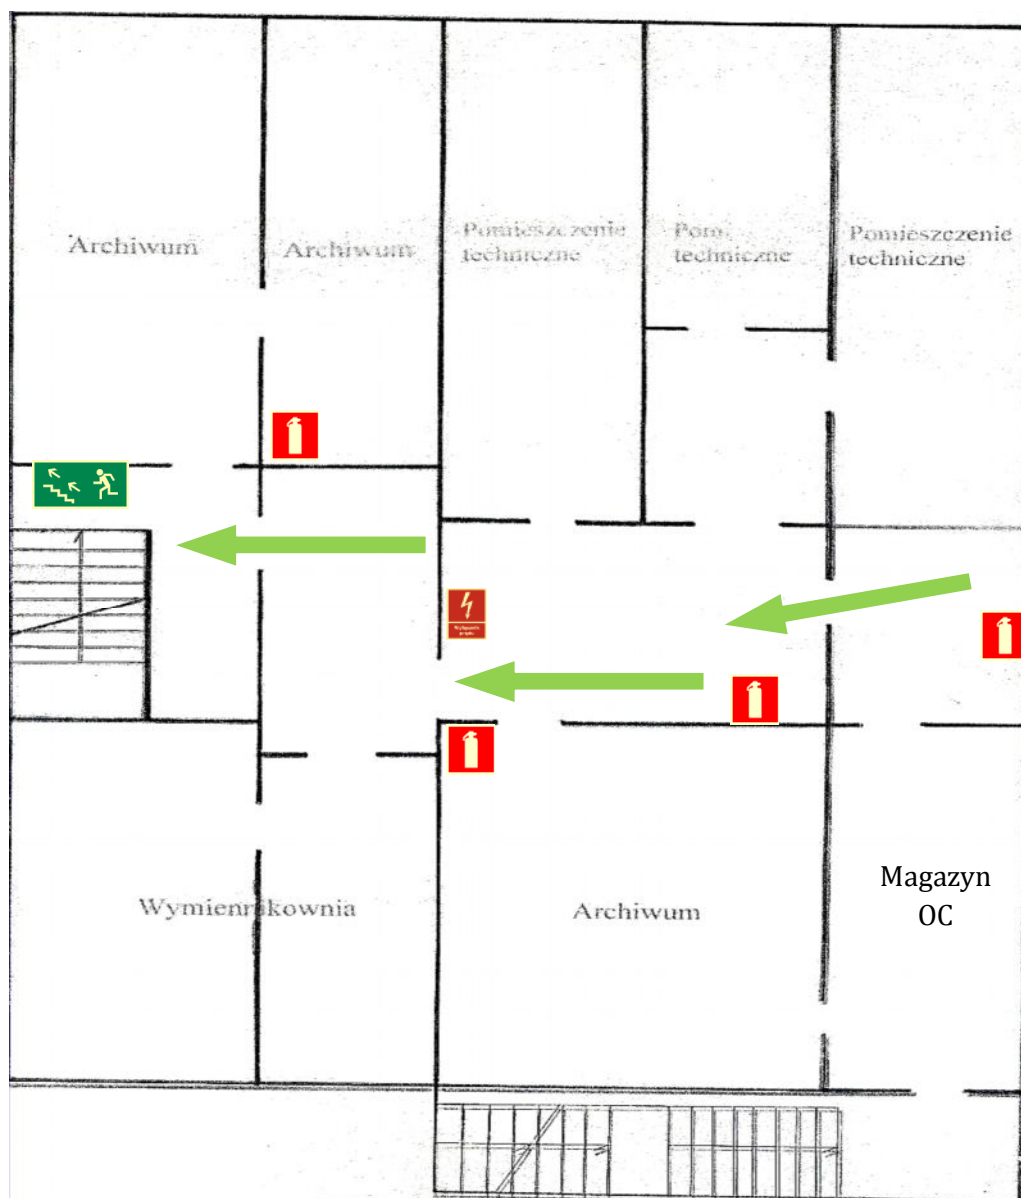 Archiwum
Archiwum
Pomieszczenie
techniczne
Pom.
techniczne
Pomieszczenie
techniczne
Wymiennikownia
Archiwum
Magazyn
OC